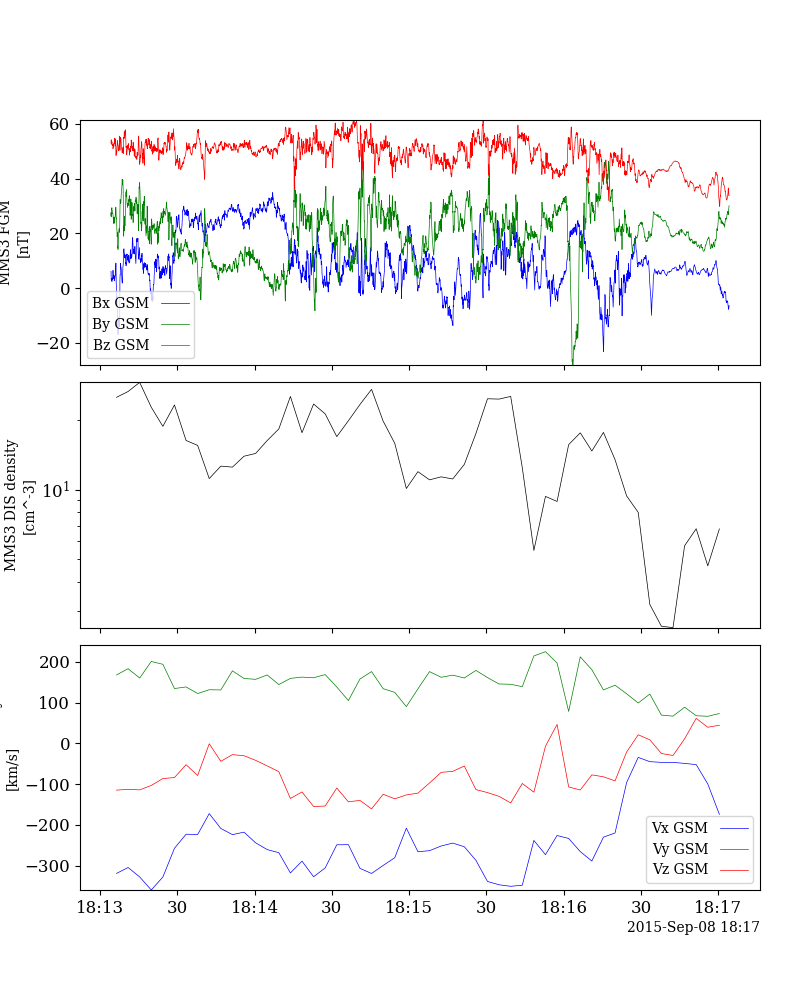 60
40
20
0
−20
MMS3 FGM
[nT]
Bx GSM
By GSM
Bz GSM
10^1
MMS3 DIS density
[cm^-3]
200
100
0
−100
−200
−300
[km/s]
Vx GSM
Vy GSM
Vz GSM
18:13 30 18:14 30 18:15 30 18:16 30 18:17
2015-Sep-08 18:17